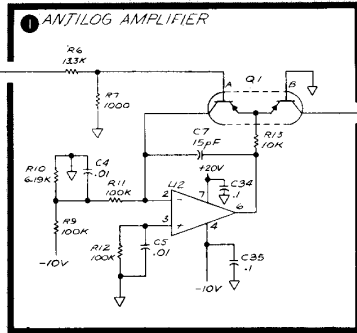 1 ANTILOG AMPLIFIER
R6
133K
R7
1000
A
Q1
B
C7
15pF
R13
10K
+20V
R10
6.19K
C4
.01
R11
100K
U2
C34
.1
2
-
7
6
3
+
4
R9
100K
R12
100K
C5
.01
C35
.1
-10V
-10V